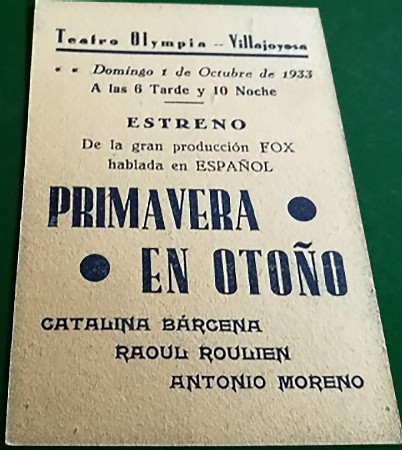 Teatro Olympia -- Villajoyosa
* * Domingo 1 de Octubre de 1933
A las 6 Tarde y 10 Noche
ESTRENO
De la gran producción FOX
hablada en ESPAÑOL
PRIMAVERA •
• EN OTOÑO
CATALINA BÁRCENA
RAOUL ROULIEN
ANTONIO MORENO